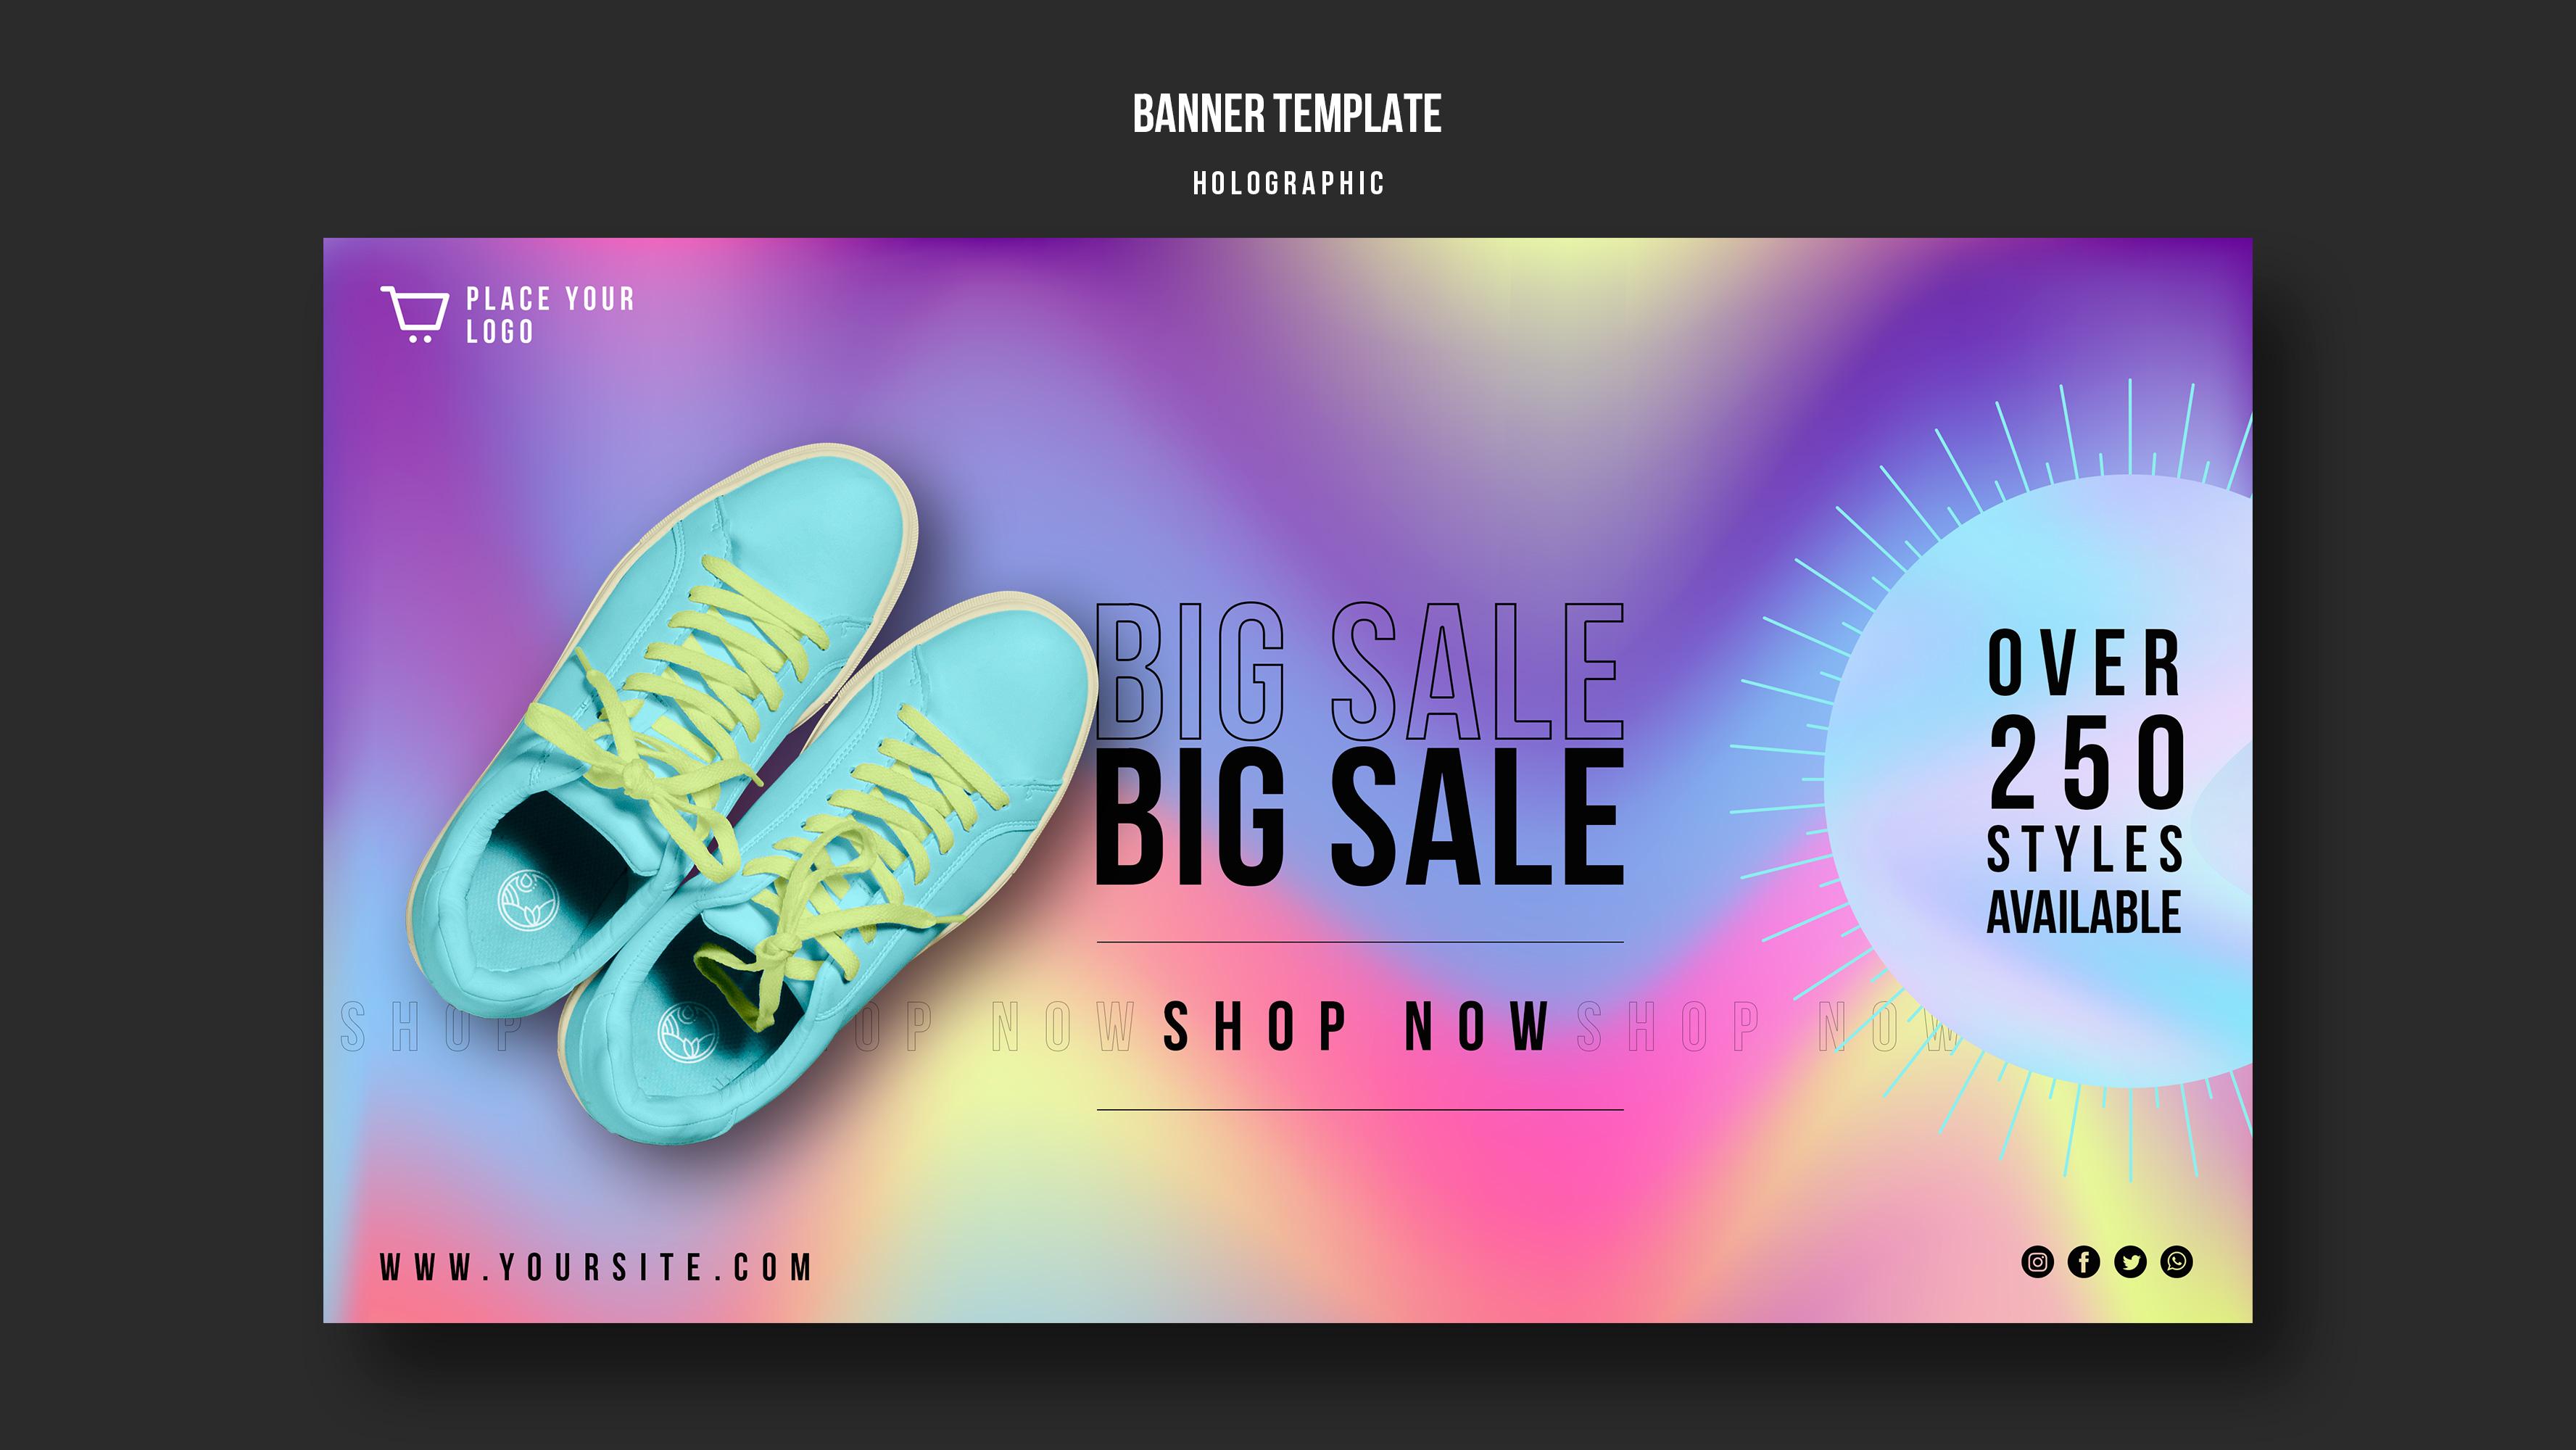 BANNER TEMPLATE
HOLOGRAPHIC
PLACE YOUR
LOGO
BIG SALE
BIG SALE
OVER
250
STYLES
AVAILABLE
SHOP OP NOW SHOP NOW SHOP NOW
WWW.YOURSITE.COM